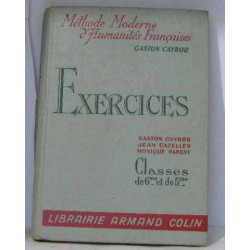 Méthode Moderne
d'Humanités Françaises
GASTON CAYROU
EXERCICES
GASTON CAYROU
JEAN CAPELLES
MONIQUE PARENT
Classes
de 6me et de 5me
LIBRAIRIE ARMAND COLIN